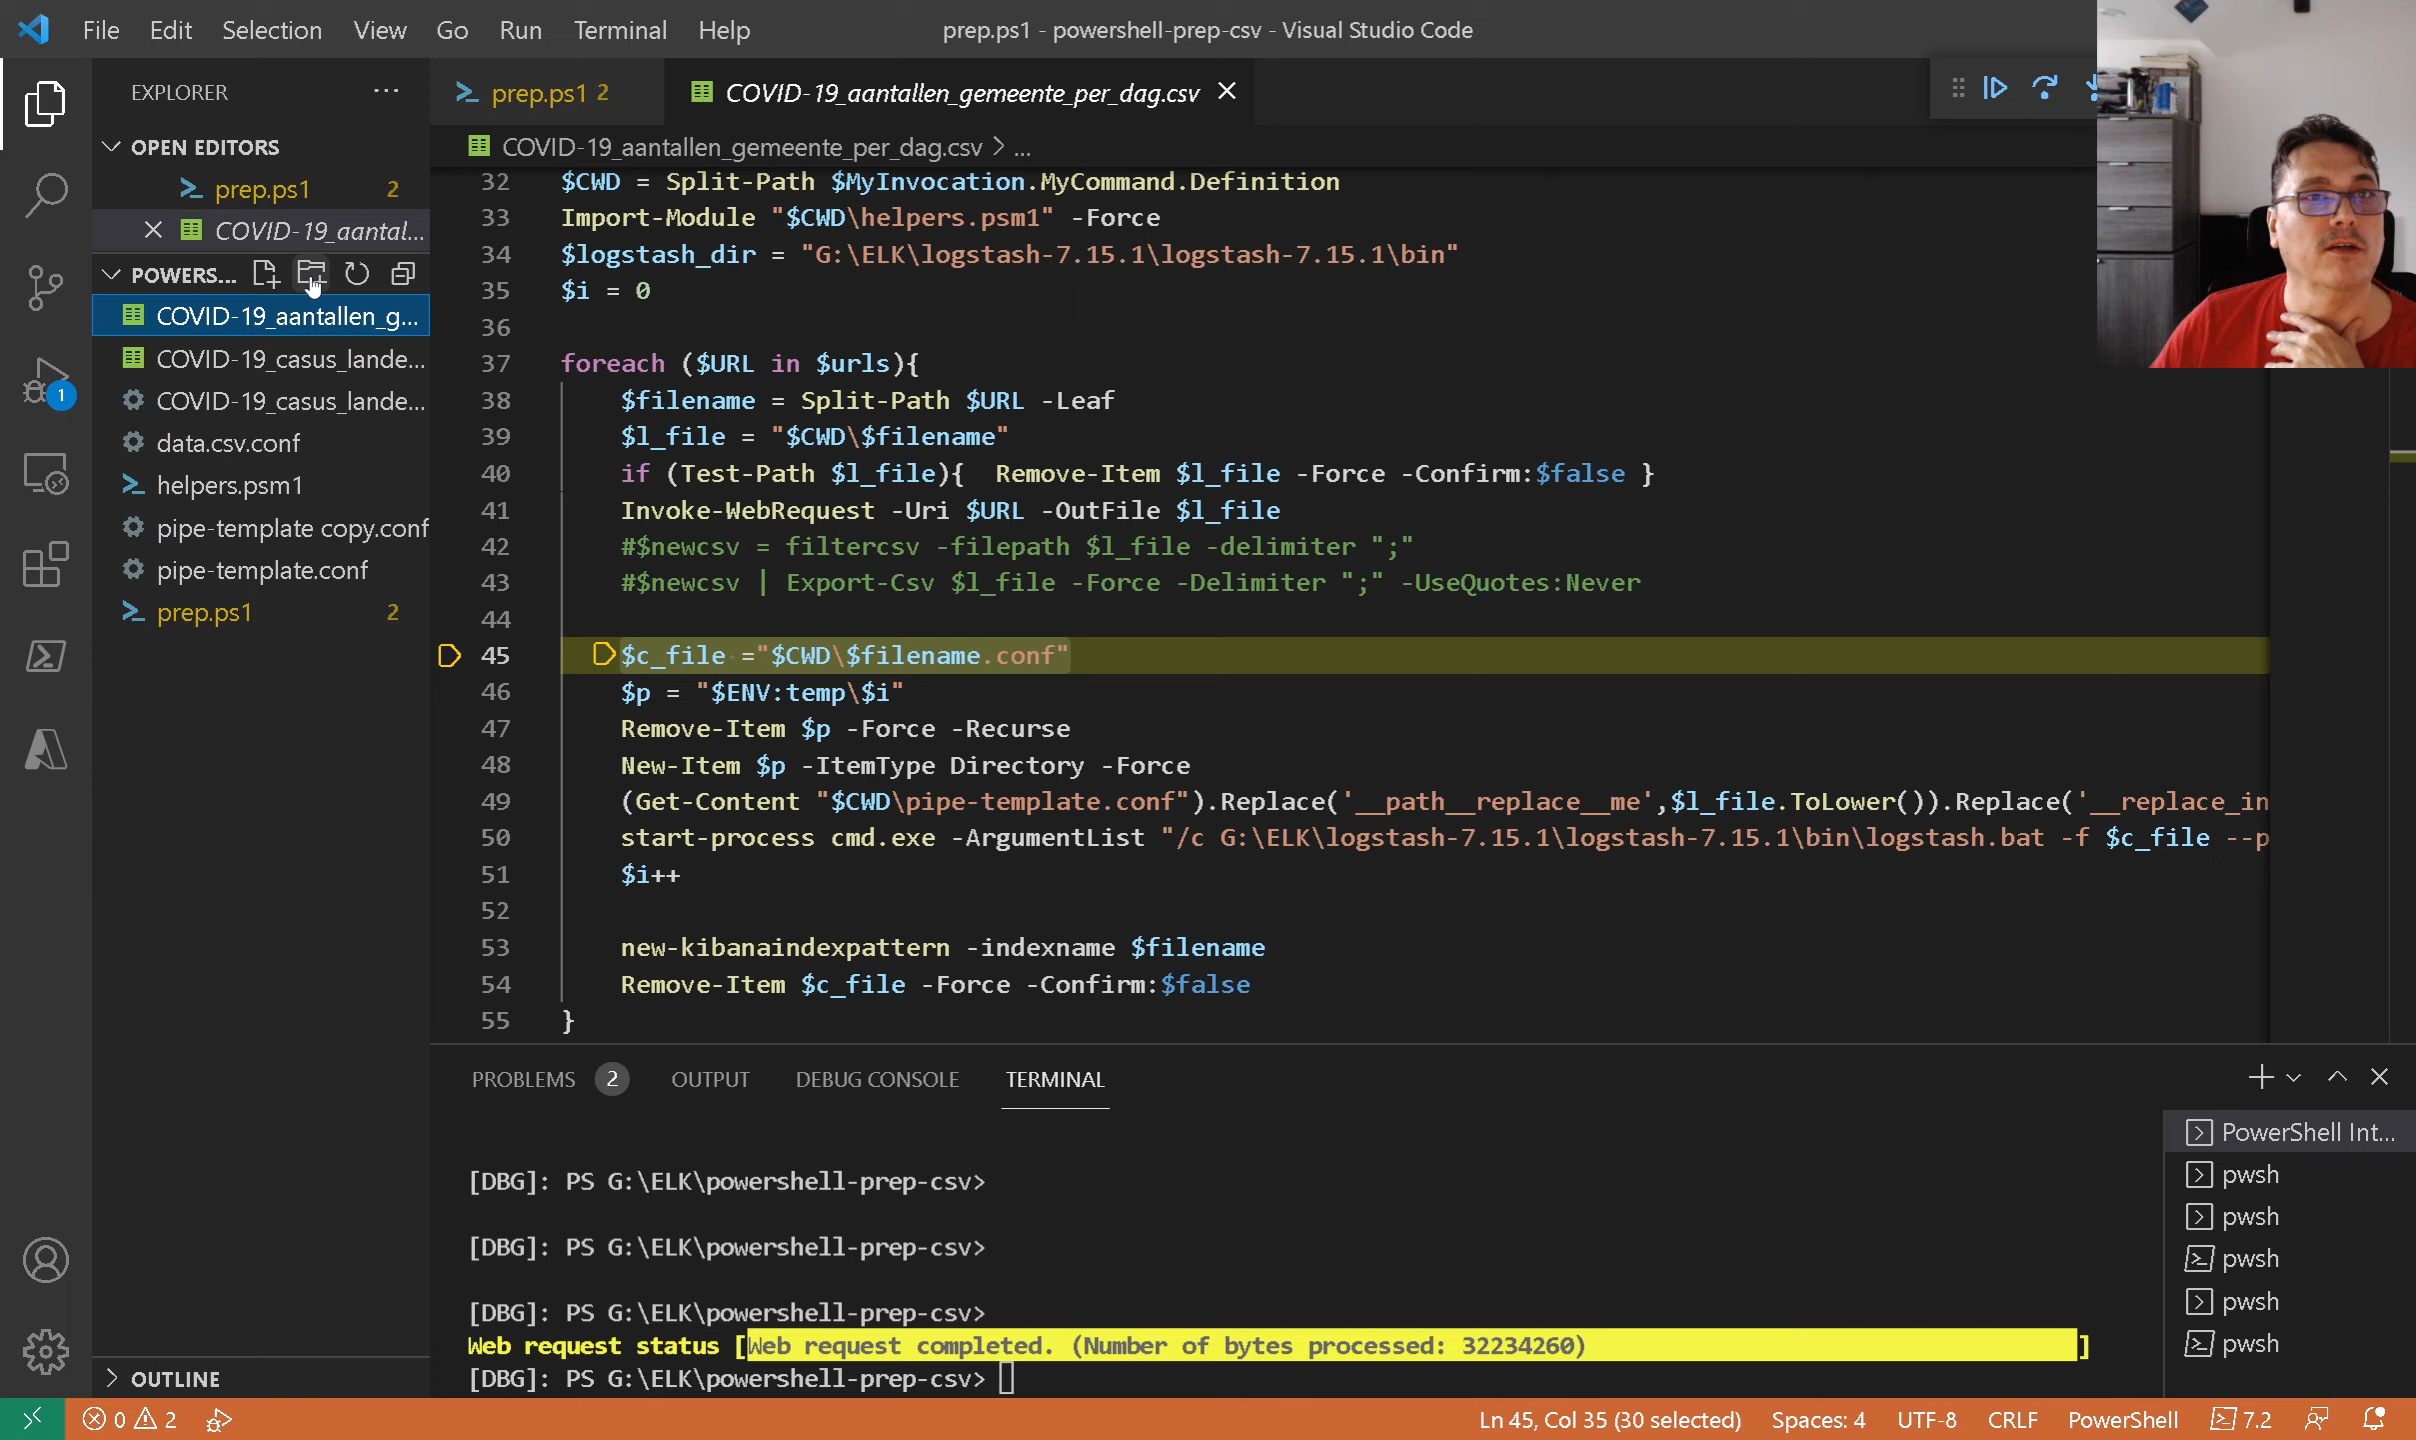 File Edit Selection View Go Run Terminal Help
prep.ps1 - powershell-prep-csv - Visual Studio Code
EXPLORER ...
OPEN EDITORS
prep.ps1 2
COVID-19_aantal...
POWERS...
COVID-19_aantallen_g...
COVID-19_casus_lande...
COVID-19_casus_lande...
data.csv.conf
helpers.psm1
pipe-template copy.conf
pipe-template.conf
prep.ps1 2
OUTLINE
1
prep.ps1 2
COVID-19_aantallen_gemeente_per_dag.csv
COVID-19_aantallen_gemeente_per_dag.csv > ...
32 $CWD = Split-Path $MyInvocation.MyCommand.Definition
33 Import-Module "$CWD\helpers.psm1" -Force
34 $logstash_dir = "G:\ELK\logstash-7.15.1\logstash-7.15.1\bin"
35 $i = 0
36
37 foreach ($URL in $urls){
38 $filename = Split-Path $URL -Leaf
39 $l_file = "$CWD\$filename"
40 if (Test-Path $l_file){ Remove-Item $l_file -Force -Confirm:$false }
41 Invoke-WebRequest -Uri $URL -OutFile $l_file
42 #$newcsv = filtercsv -filepath $l_file -delimiter ";"
43 #$newcsv | Export-Csv $l_file -Force -Delimiter ";" -UseQuotes:Never
44
45 $c_file ="$CWD\$filename.conf"
46 $p = "$ENV:temp\$i"
47 Remove-Item $p -Force -Recurse
48 New-Item $p -ItemType Directory -Force
49 (Get-Content "$CWD\pipe-template.conf").Replace('__path__replace__me',$l_file.ToLower()).Replace('__replace_in
50 start-process cmd.exe -ArgumentList "/c G:\ELK\logstash-7.15.1\logstash-7.15.1\bin\logstash.bat -f $c_file --p
51 $i++
52
53 new-kibanaindexpattern -indexname $filename
54 Remove-Item $c_file -Force -Confirm:$false
55 }
PROBLEMS 2 OUTPUT DEBUG CONSOLE TERMINAL
[DBG]: PS G:\ELK\powershell-prep-csv>
[DBG]: PS G:\ELK\powershell-prep-csv>
[DBG]: PS G:\ELK\powershell-prep-csv>
Web request status [Web request completed. (Number of bytes processed: 32234260) ]
[DBG]: PS G:\ELK\powershell-prep-csv>
PowerShell Int...
pwsh
pwsh
pwsh
pwsh
pwsh
0 2
Ln 45, Col 35 (30 selected) Spaces: 4 UTF-8 CRLF PowerShell 7.2